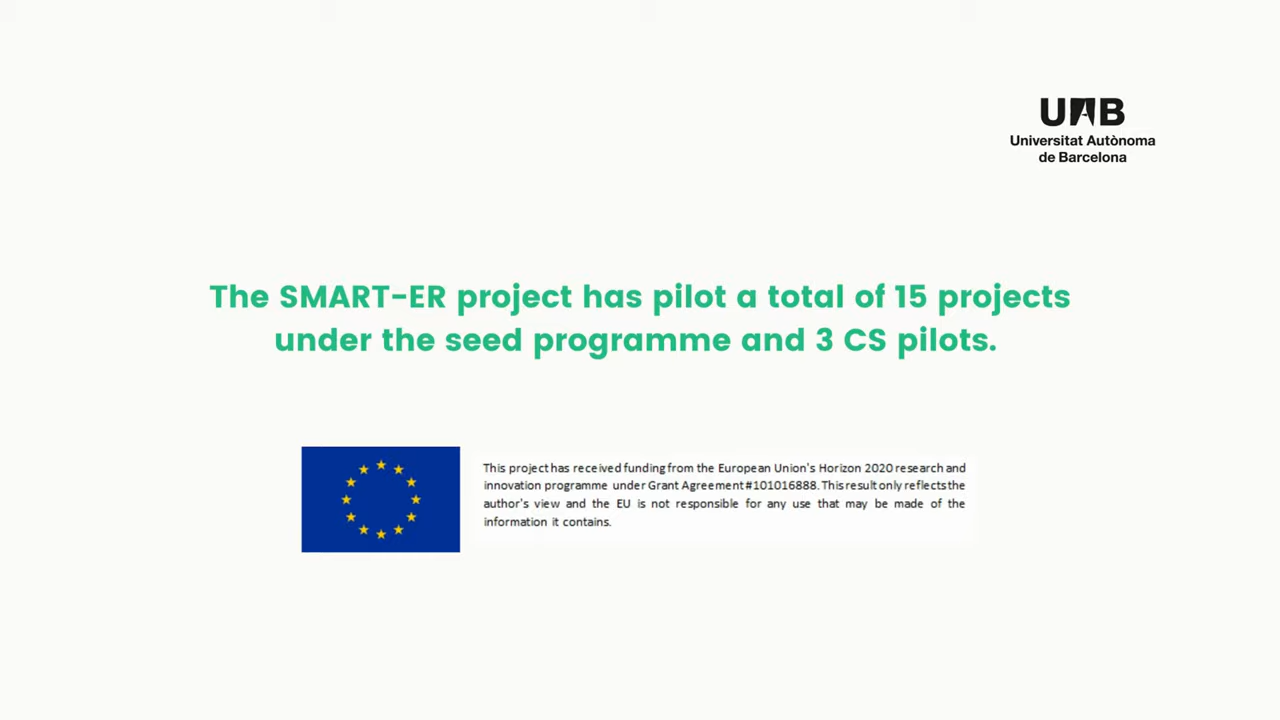 UAB
Universitat Autònoma
de Barcelona
The SMART-ER project has pilot a total of 15 projects
under the seed programme and 3 CS pilots.
This project has received funding from the European Union's Horizon 2020 research and
innovation programme under Grant Agreement #101016888. This result only reflects the
author's view and the EU is not responsible for any use that may be made of the
information it contains.